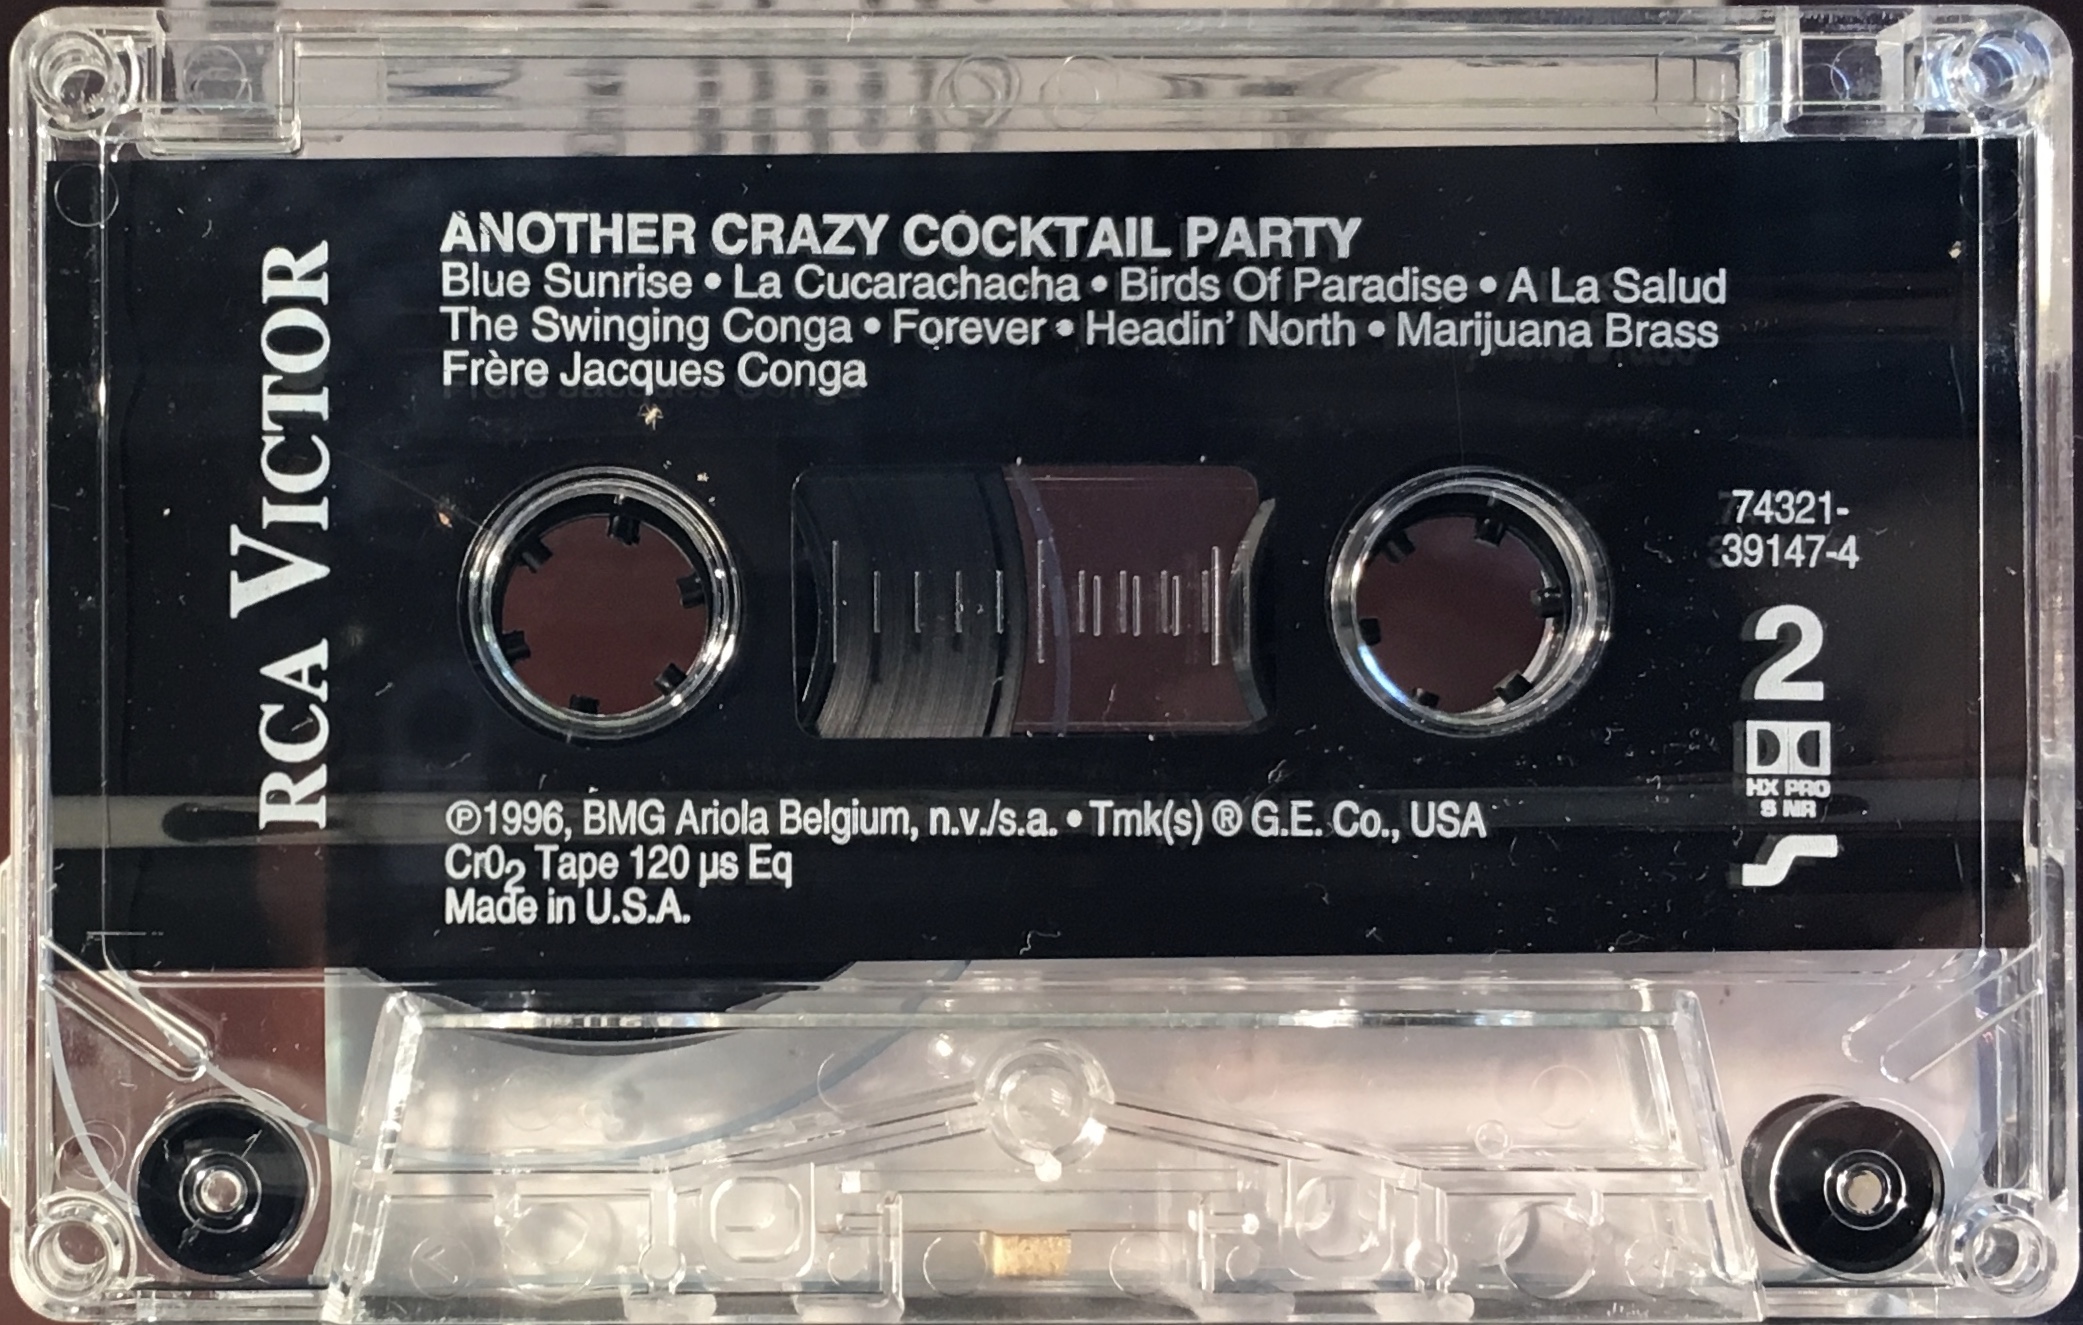 RCA VICTOR
ANOTHER CRAZY COCKTAIL PARTY
Blue Sunrise • La Cucarachacha • Birds Of Paradise • A La Salud
The Swinging Conga • Forever • Headin' North • Marijuana Brass
Frère Jacques Conga
74321-
39147-4
2
HX PRO
S NR
℗1996, BMG Ariola Belgium, n.v./s.a. • Tmk(s) ® G.E. Co., USA
Cr0₂ Tape 120 µs Eq
Made in U.S.A.